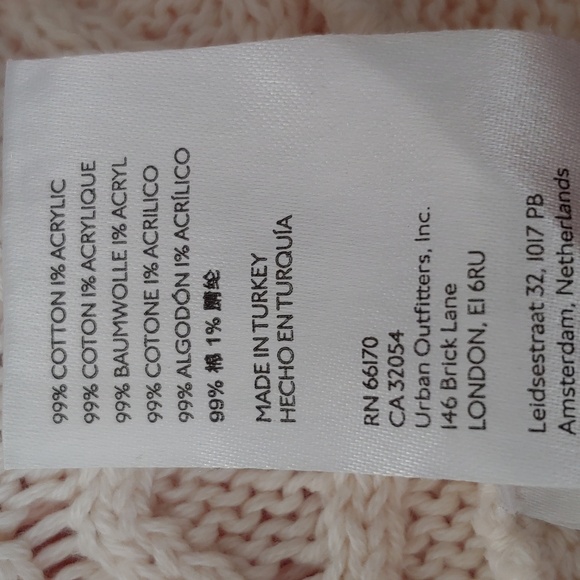 99% COTTON 1% ACRYLIC
99% COTON 1% ACRYLIQUE
99% BAUMWOLLE 1% ACRYL
99% COTONE 1% ACRILICO
99% ALGODÓN 1% ACRÍLICO
99% 棉 1% 腈纶
MADE IN TURKEY
HECHO EN TURQUÍA
RN 66170
CA 32054
Urban Outfitters, Inc.
146 Brick Lane
LONDON, E1 6RU
Leidsestraat 32, 1017 PB
Amsterdam, Netherlands